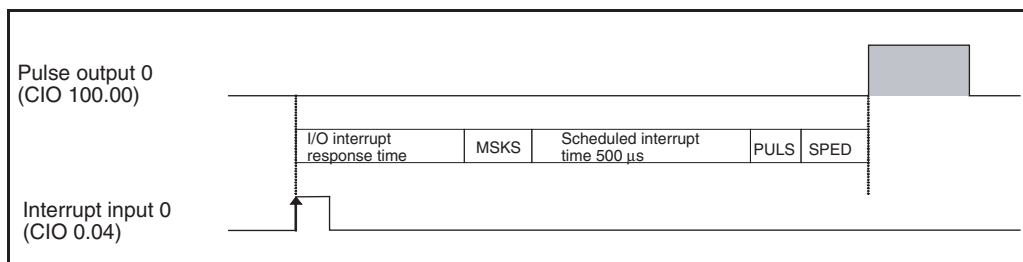 Pulse output 0
(CIO 100.00)
I/O interrupt
response time
MSKS
Scheduled interrupt
time 500 µs
PULS
SPED
Interrupt input 0
(CIO 0.04)